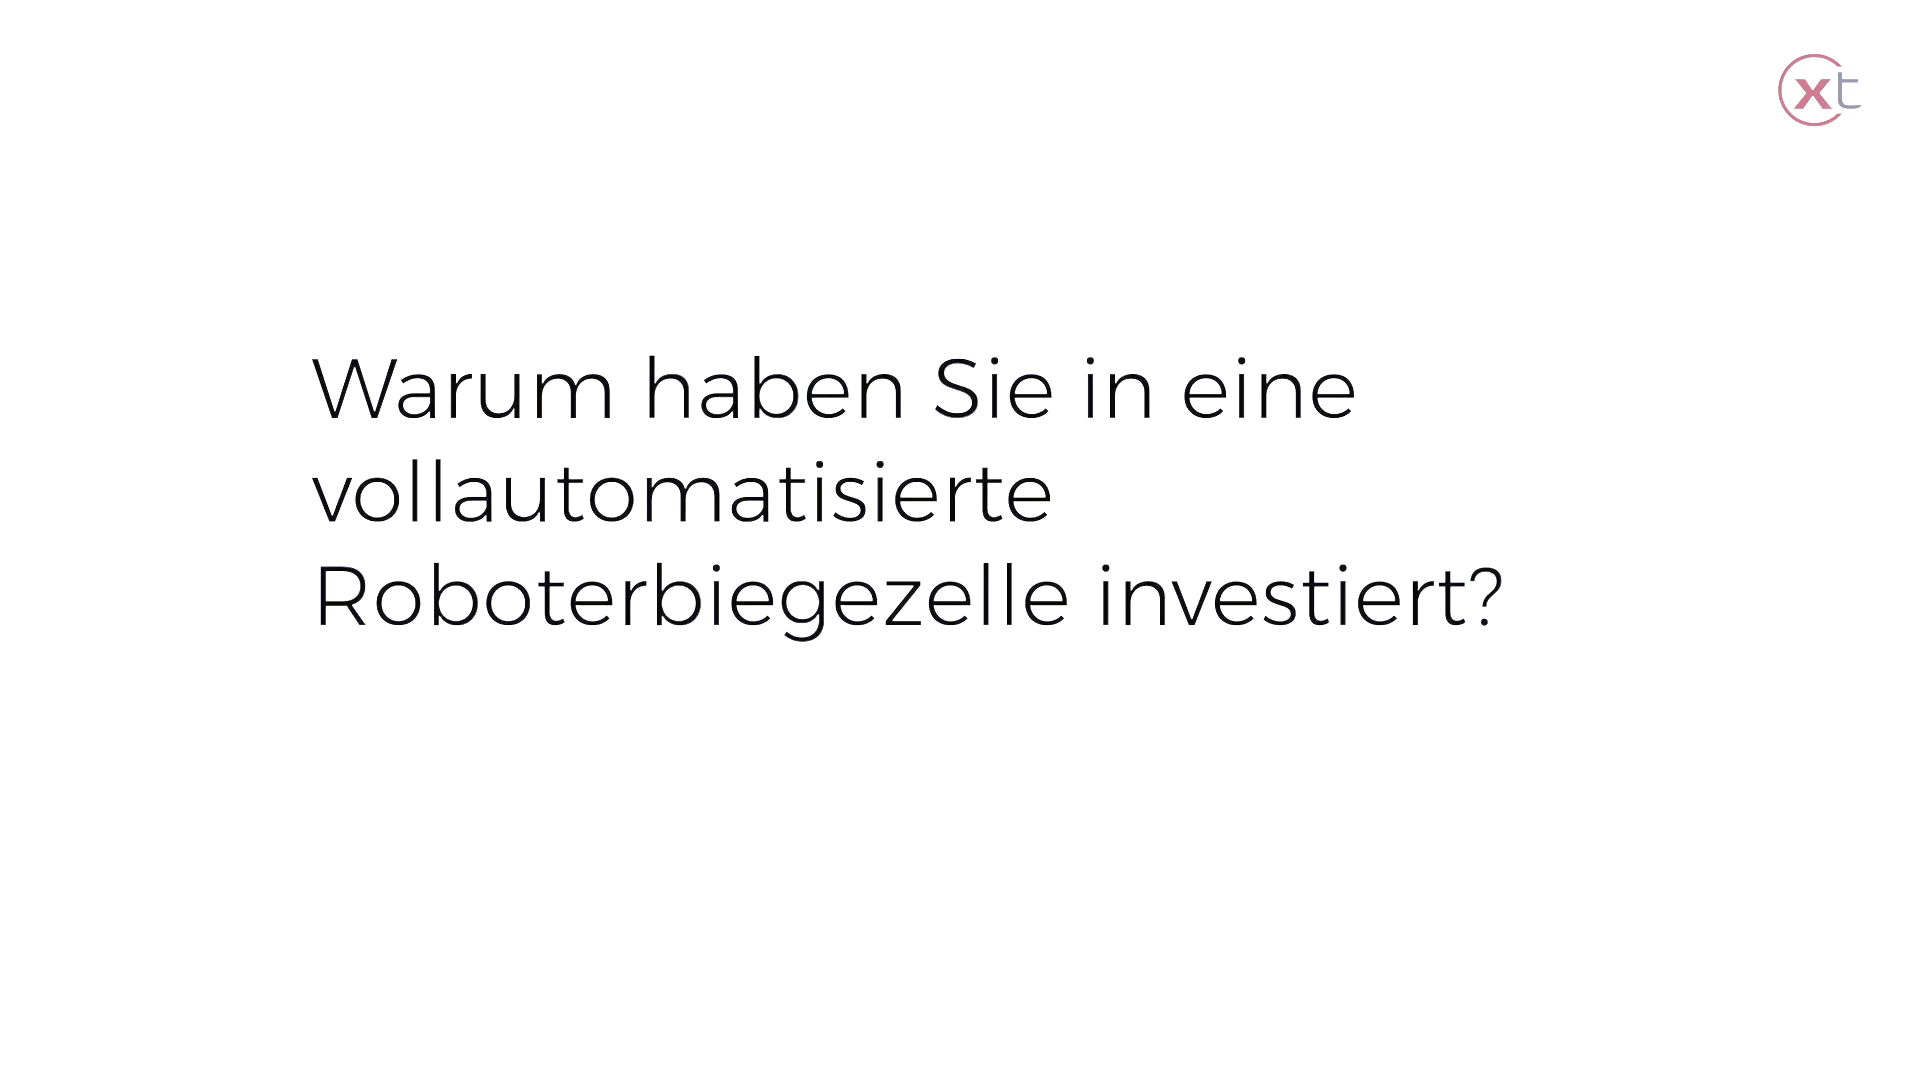 xt
Warum haben Sie in eine
vollautomatisierte
Roboterbiegezelle investiert?